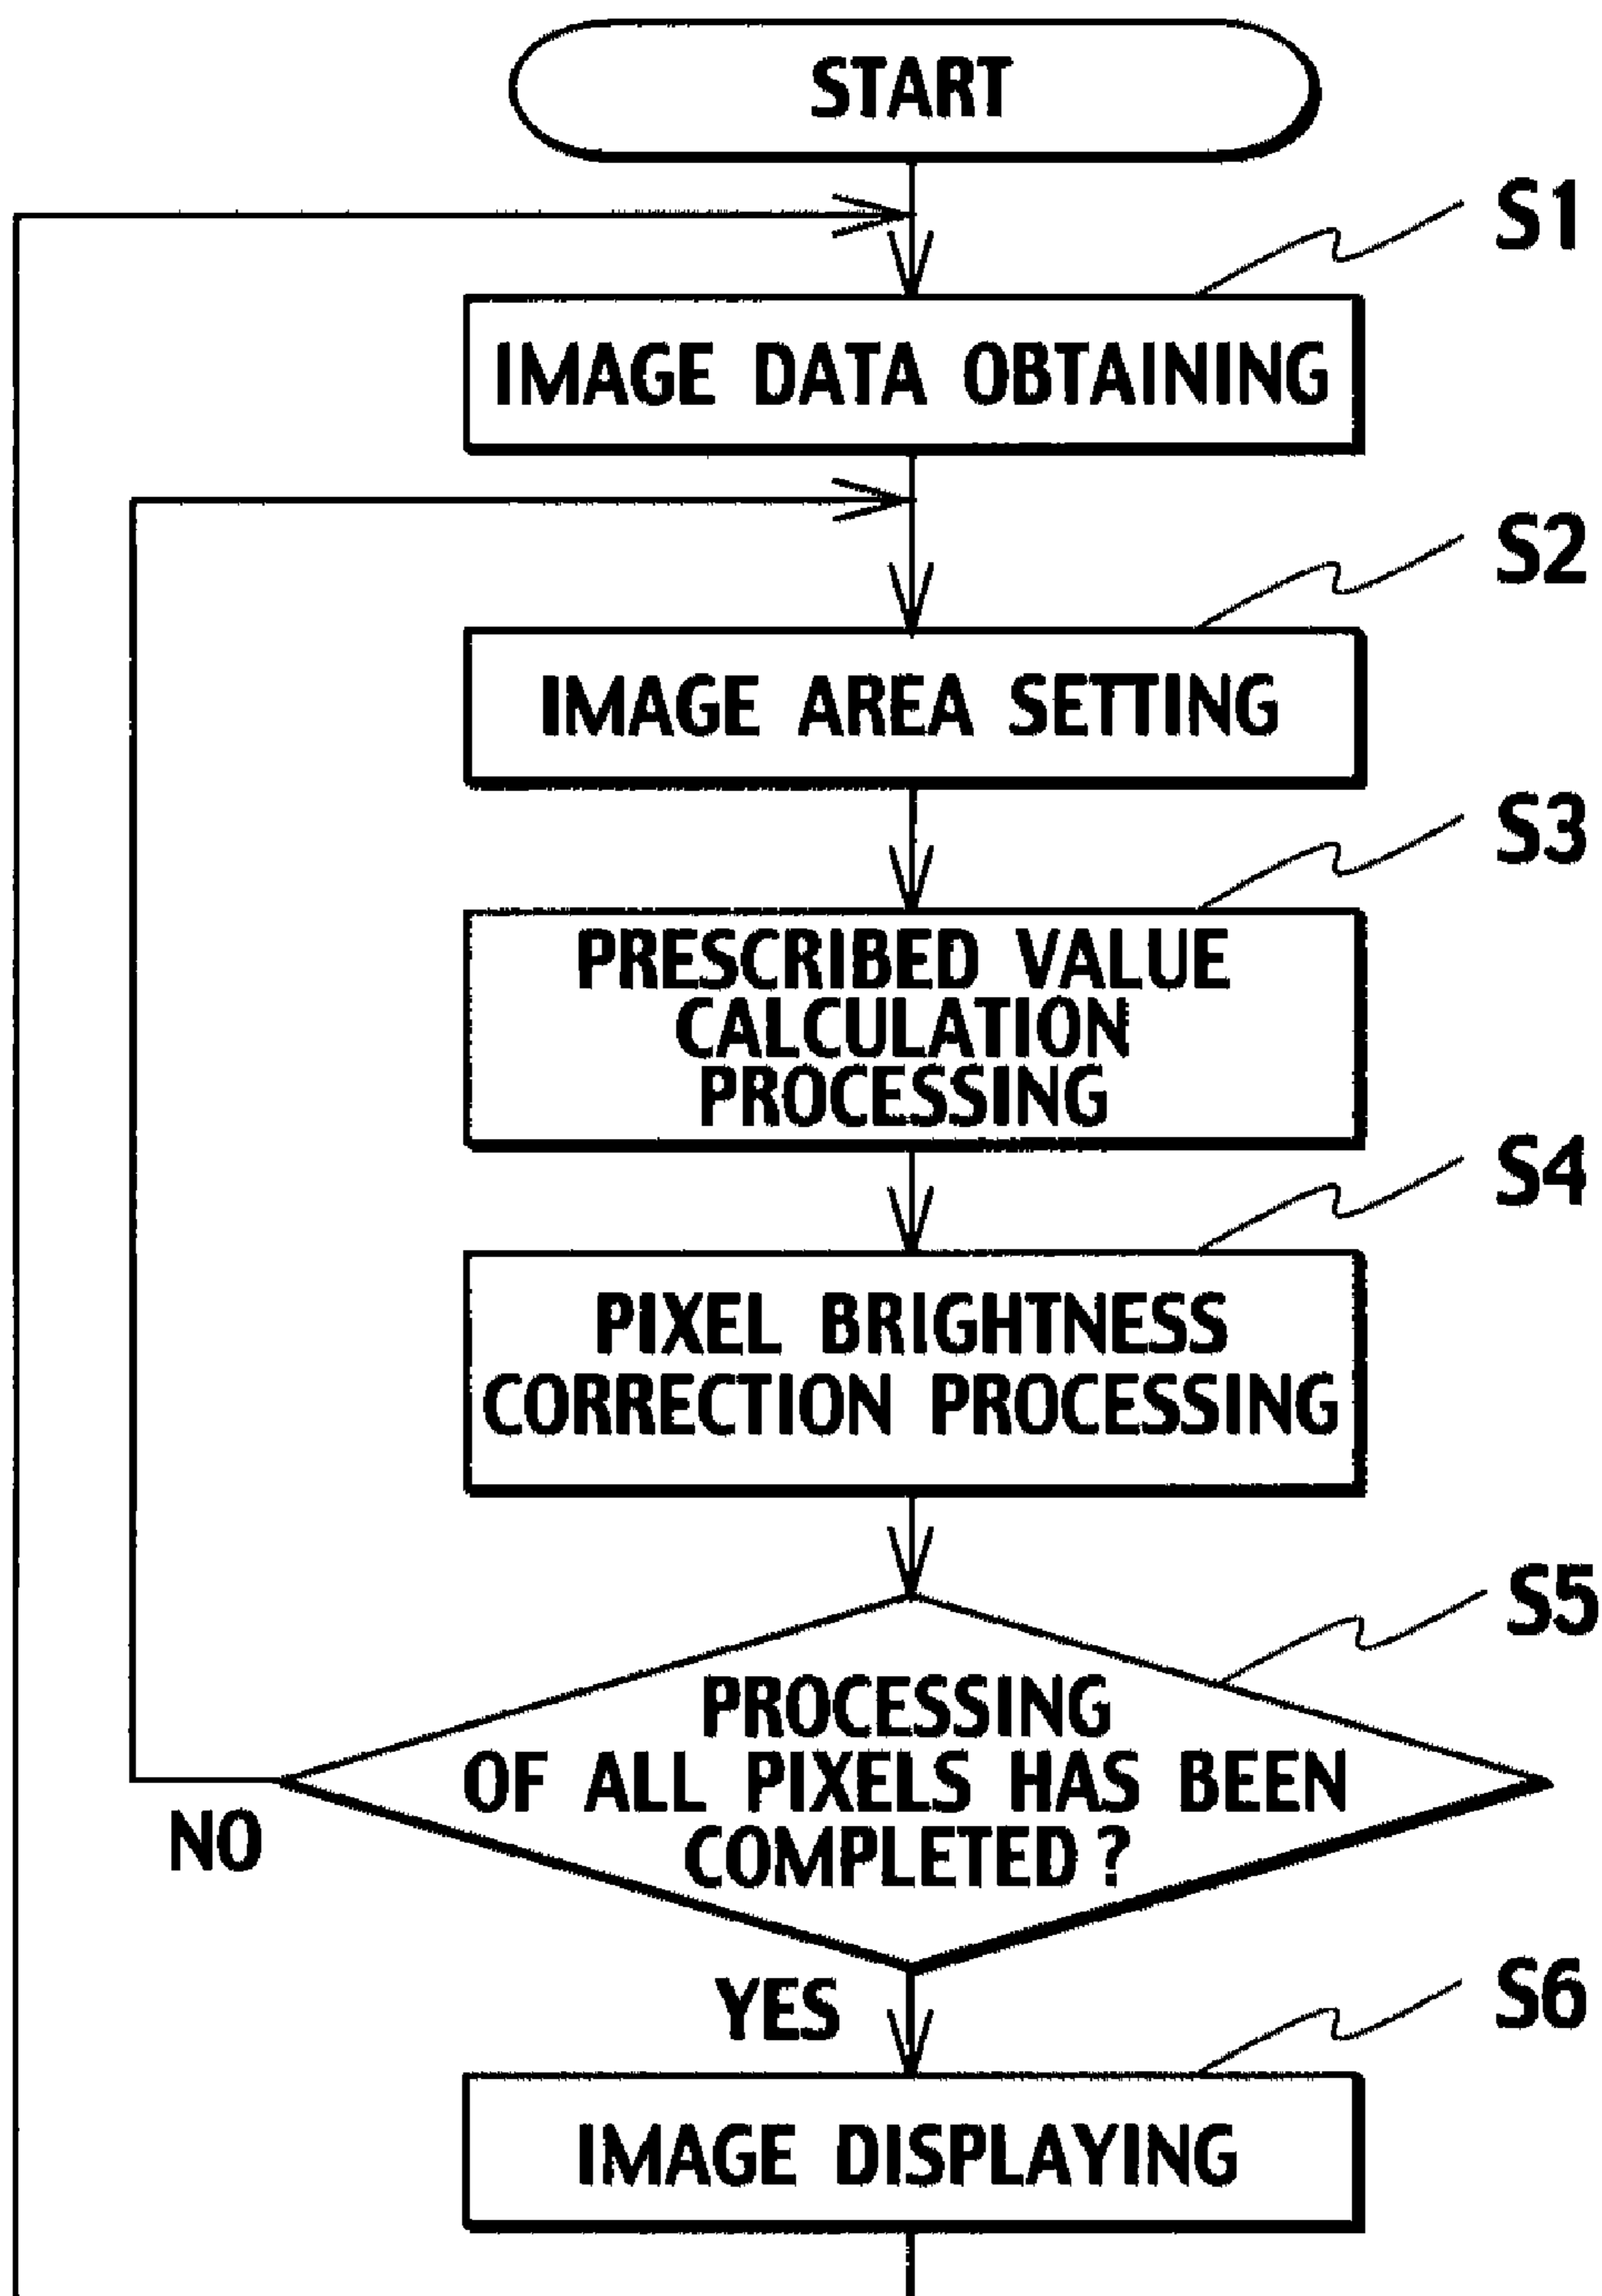 START
S1
IMAGE DATA OBTAINING
S2
IMAGE AREA SETTING
S3
PRESCRIBED VALUE
CALCULATION
PROCESSING
S4
PIXEL BRIGHTNESS
CORRECTION PROCESSING
S5
PROCESSING
OF ALL PIXELS HAS BEEN
COMPLETED?
NO
YES
S6
IMAGE DISPLAYING